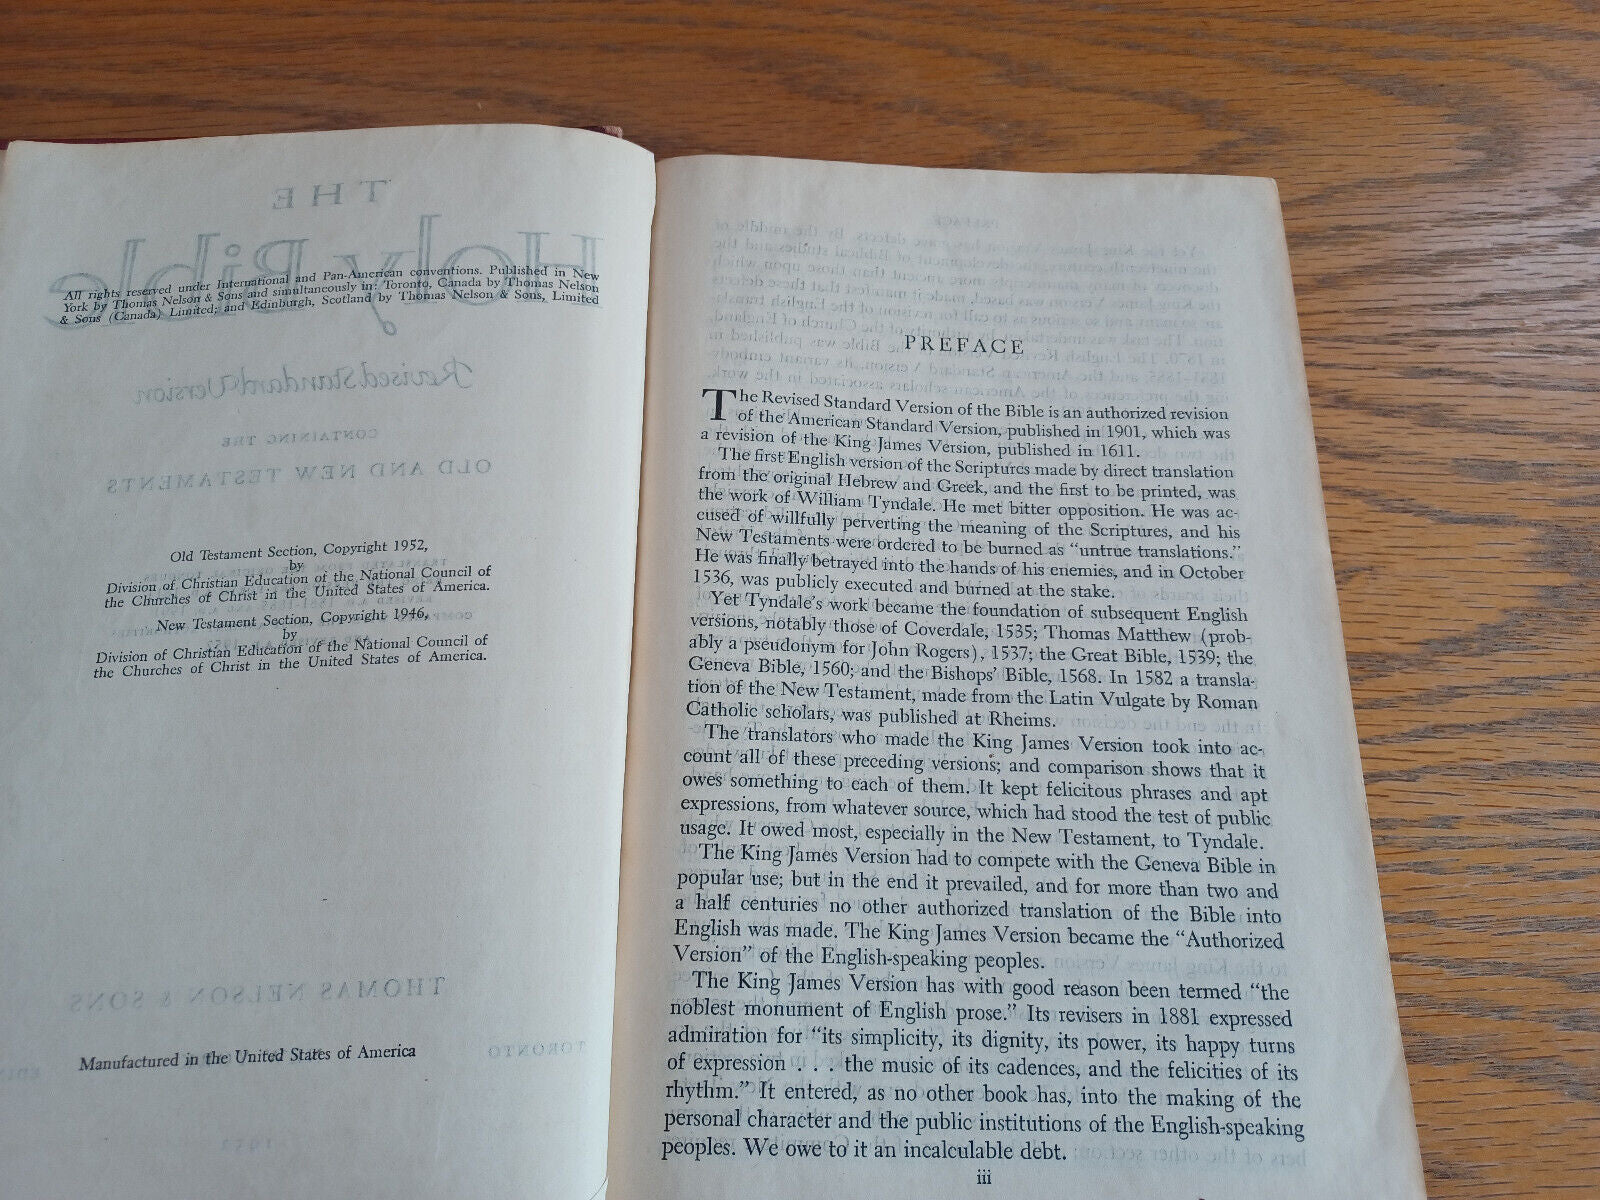 All rights reserved under International and Pan-American conventions. Published in New
York by Thomas Nelson & Sons and simultaneously in: Toronto, Canada by Thomas Nelson
& Sons (Canada) Limited; and Edinburgh, Scotland by Thomas Nelson & Sons, Limited
THE
Holy Bible
Revised Standard Version
CONTAINING THE
OLD AND NEW TESTAMENTS
Old Testament Section, Copyright 1952,
by
Division of Christian Education of the National Council of
the Churches of Christ in the United States of America.
New Testament Section, Copyright 1946,
by
Division of Christian Education of the National Council of
the Churches of Christ in the United States of America.
THOMAS NELSON & SONS
TORONTO
Manufactured in the United States of America
1952
PREFACE
The Revised Standard Version of the Bible is an authorized revision
of the American Standard Version, published in 1901, which was
a revision of the King James Version, published in 1611.
The first English version of the Scriptures made by direct translation
from the original Hebrew and Greek, and the first to be printed, was
the work of William Tyndale. He met bitter opposition. He was ac-
cused of willfully perverting the meaning of the Scriptures, and his
New Testaments were ordered to be burned as "untrue translations."
He was finally betrayed into the hands of his enemies, and in October
1536, was publicly executed and burned at the stake.
Yet Tyndale's work became the foundation of subsequent English
versions, notably those of Coverdale, 1535; Thomas Matthew (prob-
ably a pseudonym for John Rogers), 1537; the Great Bible, 1539; the
Geneva Bible, 1560; and the Bishops' Bible, 1568. In 1582 a transla-
tion of the New Testament, made from the Latin Vulgate by Roman
Catholic scholars, was published at Rheims.
The translators who made the King James Version took into ac-
count all of these preceding versions; and comparison shows that it
owes something to each of them. It kept felicitous phrases and apt
expressions, from whatever source, which had stood the test of public
usage. It owed most, especially in the New Testament, to Tyndale.
The King James Version had to compete with the Geneva Bible in
popular use; but in the end it prevailed, and for more than two and
a half centuries no other authorized translation of the Bible into
English was made. The King James Version became the "Authorized
Version" of the English-speaking peoples.
The King James Version has with good reason been termed "the
noblest monument of English prose." Its revisers in 1881 expressed
admiration for "its simplicity, its dignity, its power, its happy turns
of expression . . . the music of its cadences, and the felicities of its
rhythm." It entered, as no other book has, into the making of the
personal character and the public institutions of the English-speaking
peoples. We owe to it an incalculable debt.
iii